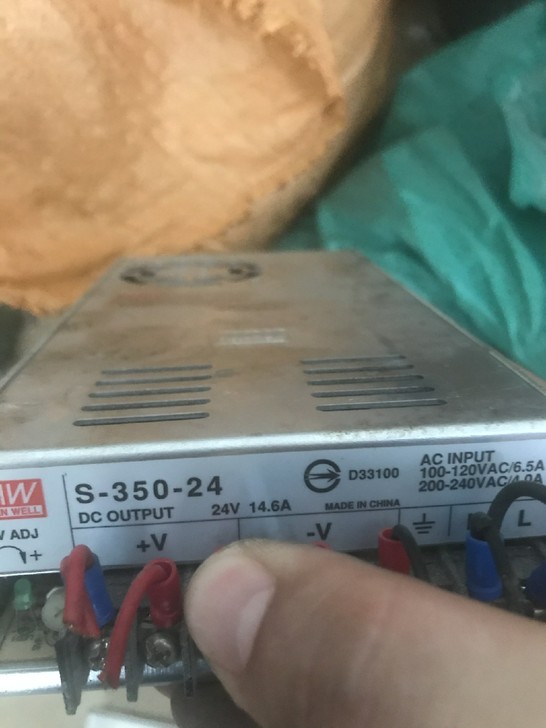 MW
S-350-24
DC OUTPUT 24V 14.6A
D33100
MADE IN CHINA
AC INPUT
100-120VAC/6.5A
200-240VAC/4.0A
V ADJ
+
+V
-V
L